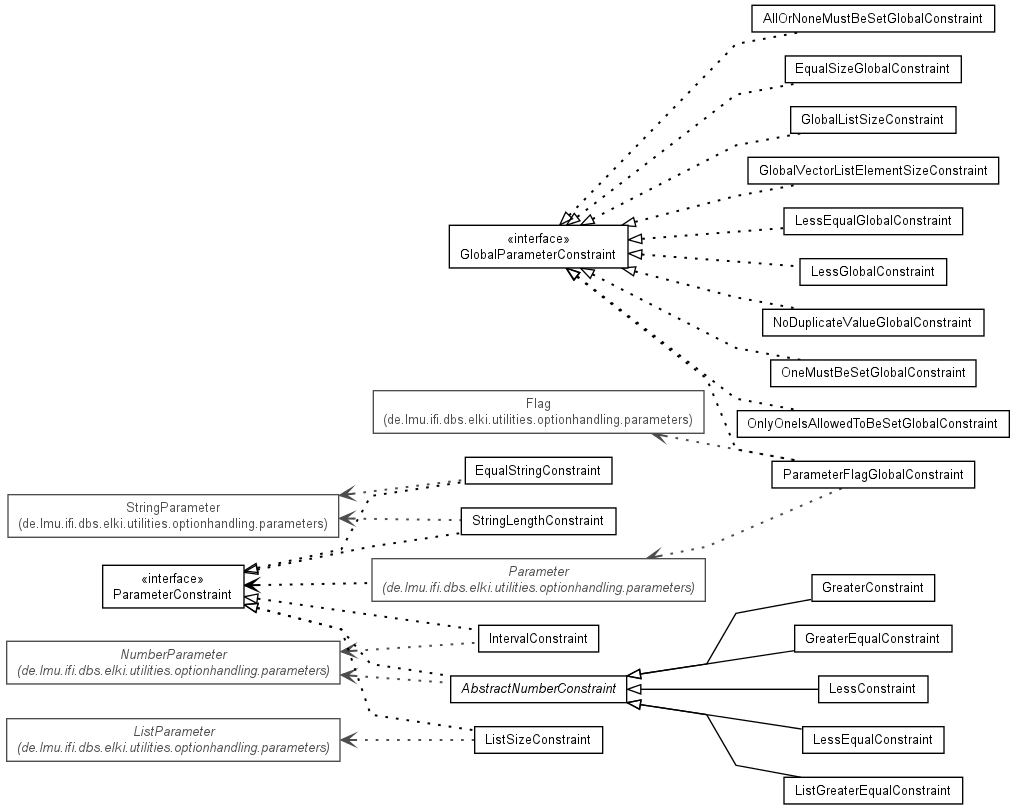 AllOrNoneMustBeSetGlobalConstraint
EqualSizeGlobalConstraint
GlobalListSizeConstraint
GlobalVectorListElementSizeConstraint
LessEqualGlobalConstraint
«interface»
GlobalParameterConstraint
LessGlobalConstraint
NoDuplicateValueGlobalConstraint
OneMustBeSetGlobalConstraint
Flag
(de.lmu.ifi.dbs.elki.utilities.optionhandling.parameters)
OnlyOneIsAllowedToBeSetGlobalConstraint
EqualStringConstraint
ParameterFlagGlobalConstraint
StringParameter
(de.lmu.ifi.dbs.elki.utilities.optionhandling.parameters)
StringLengthConstraint
«interface»
ParameterConstraint
Parameter
(de.lmu.ifi.dbs.elki.utilities.optionhandling.parameters)
GreaterConstraint
IntervalConstraint
GreaterEqualConstraint
NumberParameter
(de.lmu.ifi.dbs.elki.utilities.optionhandling.parameters)
AbstractNumberConstraint
LessConstraint
ListParameter
(de.lmu.ifi.dbs.elki.utilities.optionhandling.parameters)
ListSizeConstraint
LessEqualConstraint
ListGreaterEqualConstraint